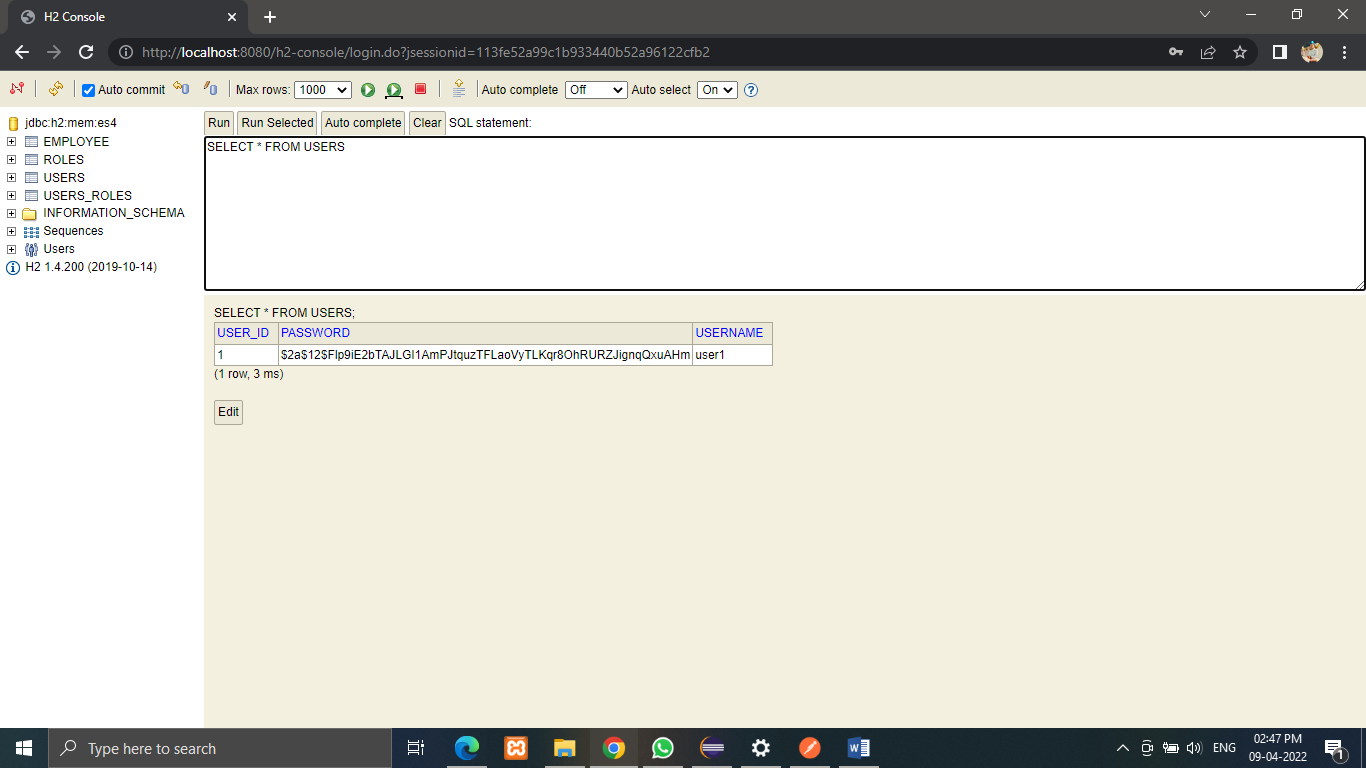 H2 Console
http://localhost:8080/h2-console/login.do?jsessionid=113fe52a99c1b933440b52a96122cfb2
Auto commit Max rows: 1000 Auto complete Off Auto select On
jdbc:h2:mem:es4
EMPLOYEE
ROLES
USERS
USERS_ROLES
INFORMATION_SCHEMA
Sequences
Users
H2 1.4.200 (2019-10-14)
Run Run Selected Auto complete Clear SQL statement:
SELECT * FROM USERS
SELECT * FROM USERS;
USER_ID PASSWORD USERNAME
1 $2a$12$FIp9iE2bTAJLGI1AmPJtquzTFLaoVyTLKqr8OhRURZJignqQxuAHm user1
(1 row, 3 ms)
Edit
Type here to search
ENG
02:47 PM
09-04-2022
1